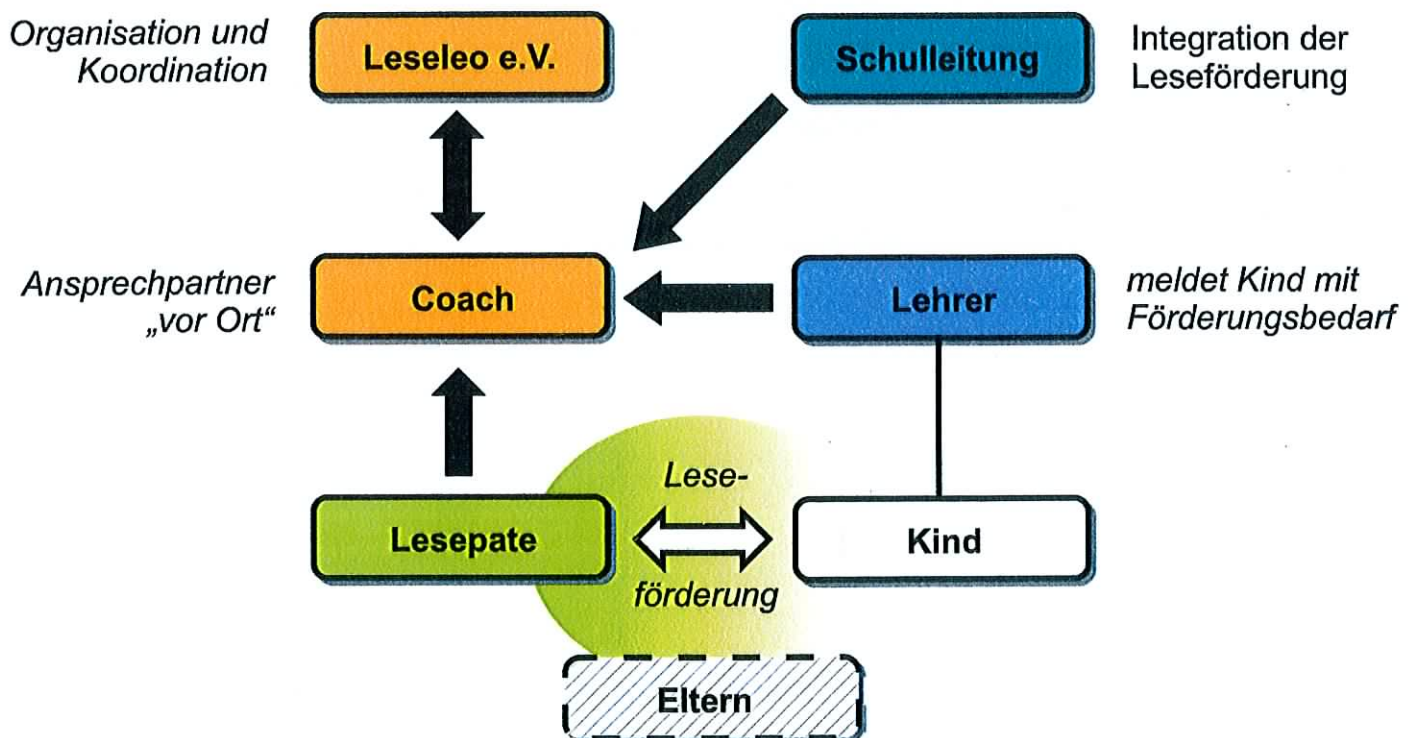 Organisation und
Koordination
Leseleo e.V.
Schulleitung
Integration der
Leseförderung
Ansprechpartner
„vor Ort“
Coach
Lehrer
meldet Kind mit
Förderungsbedarf
Lesepate
Lese-
förderung
Kind
Eltern